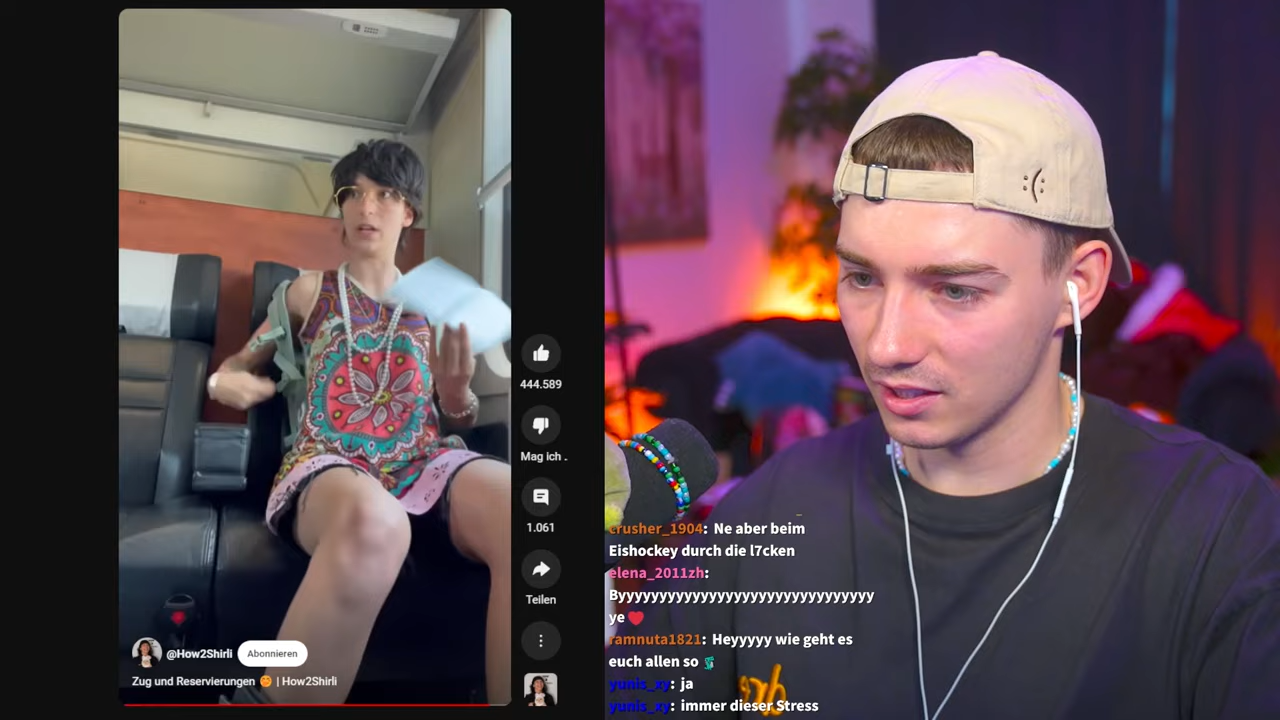 444.589
Mag ich .
1.061
Teilen
@How2Shirli
Abonnieren
Zug und Reservierungen 🤭 | How2Shirli
crusher_1904: Ne aber beim
Eishockey durch die l7cken
elena_2011zh:
Byyyyyyyyyyyyyyyyyyyyyyyyyyyy
ye ❤️
ramnuta1821: Heyyyyy wie geht es
euch allen so
yunis_xy: ja
yunis_xy: immer dieser Stress